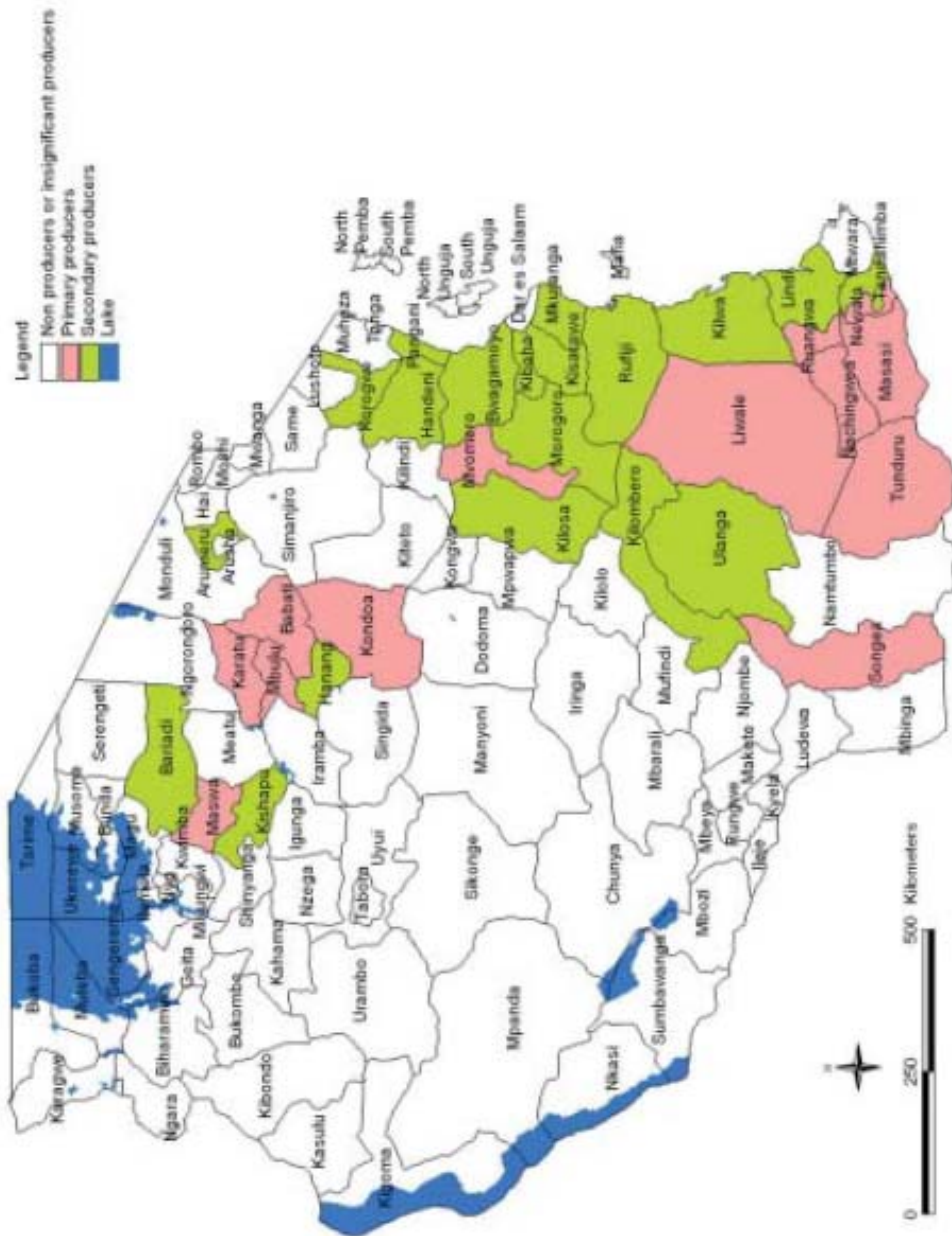 Legend
Non producers or insignificant producers
Primary producers
Secondary producers
Lake
Karagwe
Bukoba
Tarime
Muleba
Ukerewe
Musoma
Serengeti
Bunda
Sengerema
Magu
Ngara
Biharamulo
Geita
Kwimba
Bariadi
Ngorongoro
Monduli
Maswa
Meatu
Karatu
Arumeru
Arusha
Hai
Rombo
Moshi
Mwanga
Same
Kibondo
Bukombe
Kahama
Shinyanga
Kishapu
Mbulu
Babati
Hanang
Simanjiro
Lushoto
Muheza
Tanga
North
Pemba
South
Pemba
Kasulu
Kigoma
Urambo
Nzega
Igunga
Iramba
Singida
Kondoa
Kiteto
Kilindi
Korogwe
Handeni
Pangani
North
Unguja
South
Unguja
Tabora
Uyui
Mpanda
Sikonge
Manyoni
Dodoma
Kongwa
Mpwapwa
Mvomero
Bagamoyo
Kibaha
Dar es Salaam
Kilosa
Morogoro
Kisarawe
Mkuranga
Mafia
Nkasi
Sumbawanga
Chunya
Mbarali
Iringa
Kilolo
Kilombero
Rufiji
Mbozi
Mbeya
Rungwe
Ileje
Kyela
Makete
Njombe
Mufindi
Ulanga
Liwale
Kilwa
Ludewa
Mbinga
Songea
Namtumbo
Tunduru
Nachingwea
Ruangwa
Lindi
Masasi
Newala
Mtwara
0
250
500
Kilometers